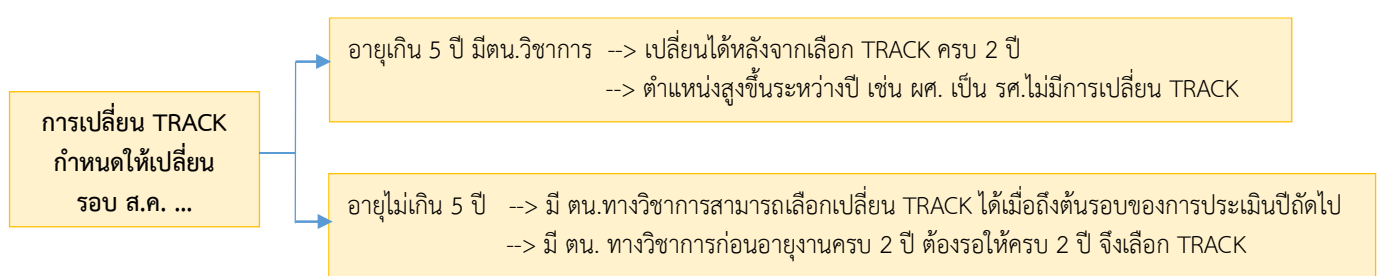 การเปลี่ยน TRACK
กำหนดให้เปลี่ยน
รอบ ส.ค. ...
อายุเกิน 5 ปี มีตน.วิชาการ --> เปลี่ยนได้หลังจากเลือก TRACK ครบ 2 ปี
--> ตำแหน่งสูงขึ้นระหว่างปี เช่น ผศ. เป็น รศ.ไม่มีการเปลี่ยน TRACK
อายุไม่เกิน 5 ปี --> มี ตน.ทางวิชาการสามารถเลือกเปลี่ยน TRACK ได้เมื่อถึงต้นรอบของการประเมินปีถัดไป
--> มี ตน. ทางวิชาการก่อนอายุงานครบ 2 ปี ต้องรอให้ครบ 2 ปี จึงเลือก TRACK